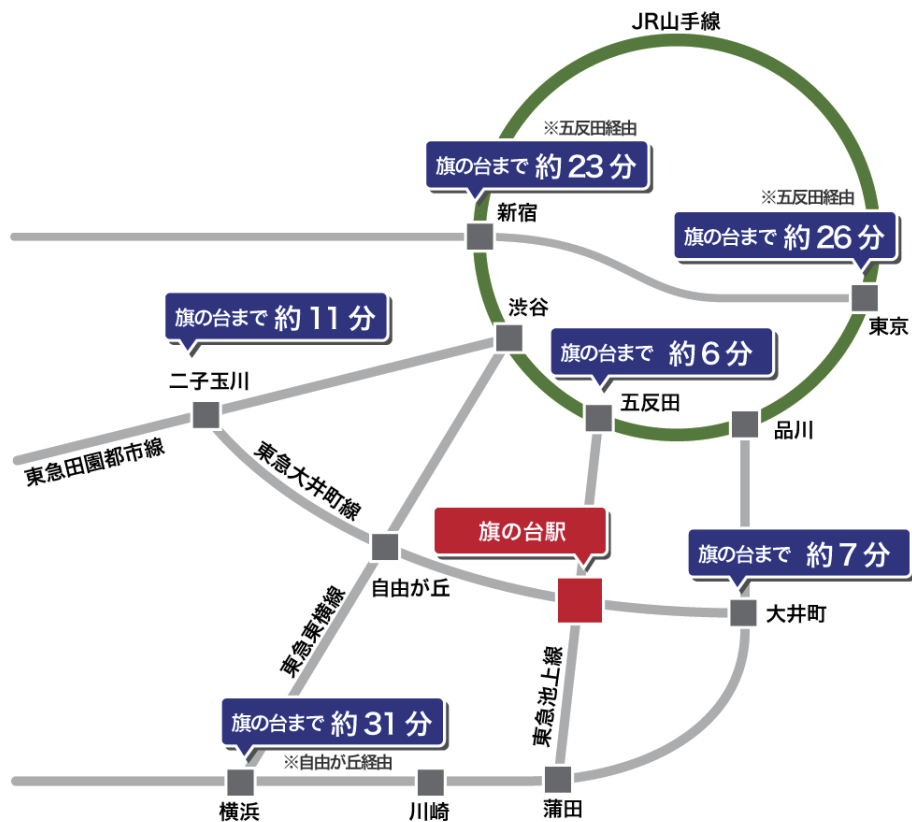 JR山手線
※五反田経由
旗の台まで 約23分
新宿
※五反田経由
旗の台まで 約26分
東京
旗の台まで 約11分
二子玉川
渋谷
旗の台まで 約6分
五反田
品川
東急田園都市線
東急大井町線
旗の台駅
旗の台まで 約7分
大井町
自由が丘
東急東横線
東急池上線
旗の台まで 約31分
※自由が丘経由
横浜
川崎
蒲田